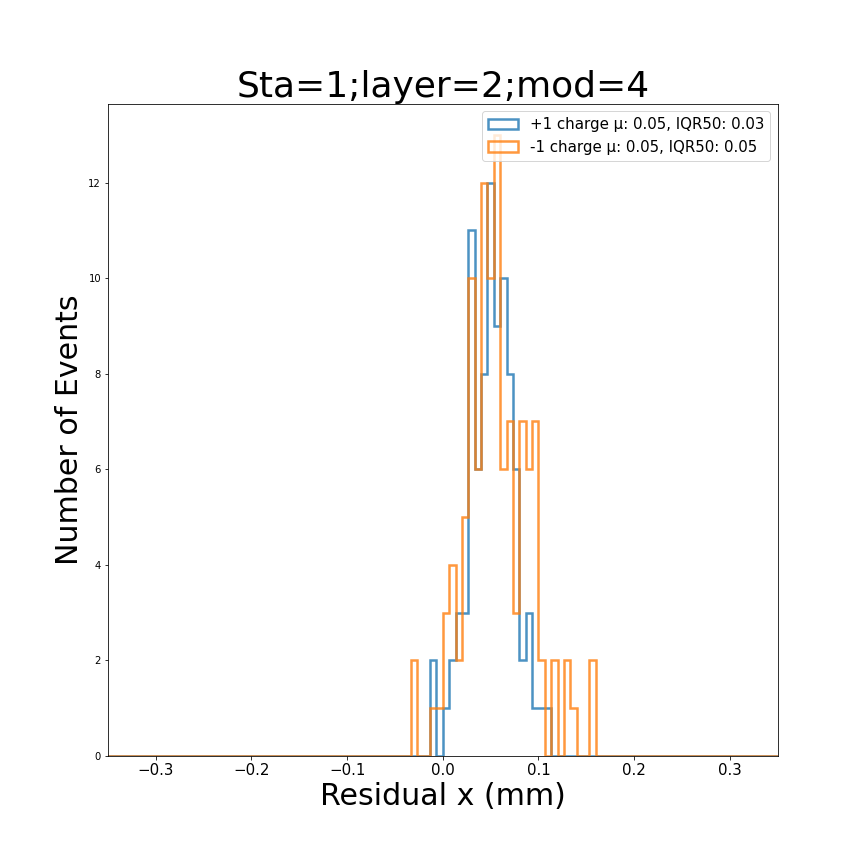 Sta=1;layer=2;mod=4
+1 charge μ: 0.05, IQR50: 0.03
-1 charge μ: 0.05, IQR50: 0.05
Number of Events
12
10
8
6
4
2
0
−0.3 −0.2 −0.1 0.0 0.1 0.2 0.3
Residual x (mm)